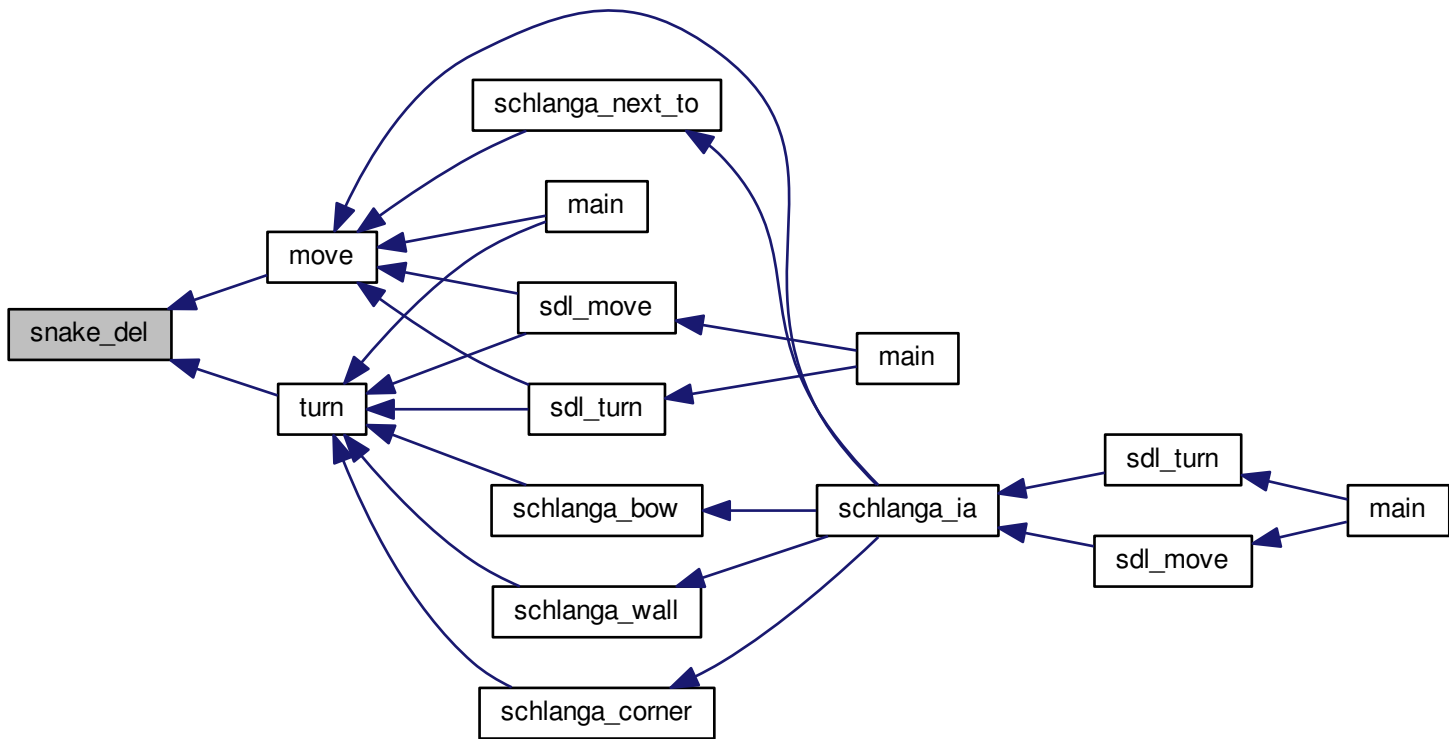 snake_del
move
turn
schlanga_next_to
main
sdl_move
sdl_turn
schlanga_bow
schlanga_wall
schlanga_corner
main
schlanga_ia
sdl_turn
sdl_move
main